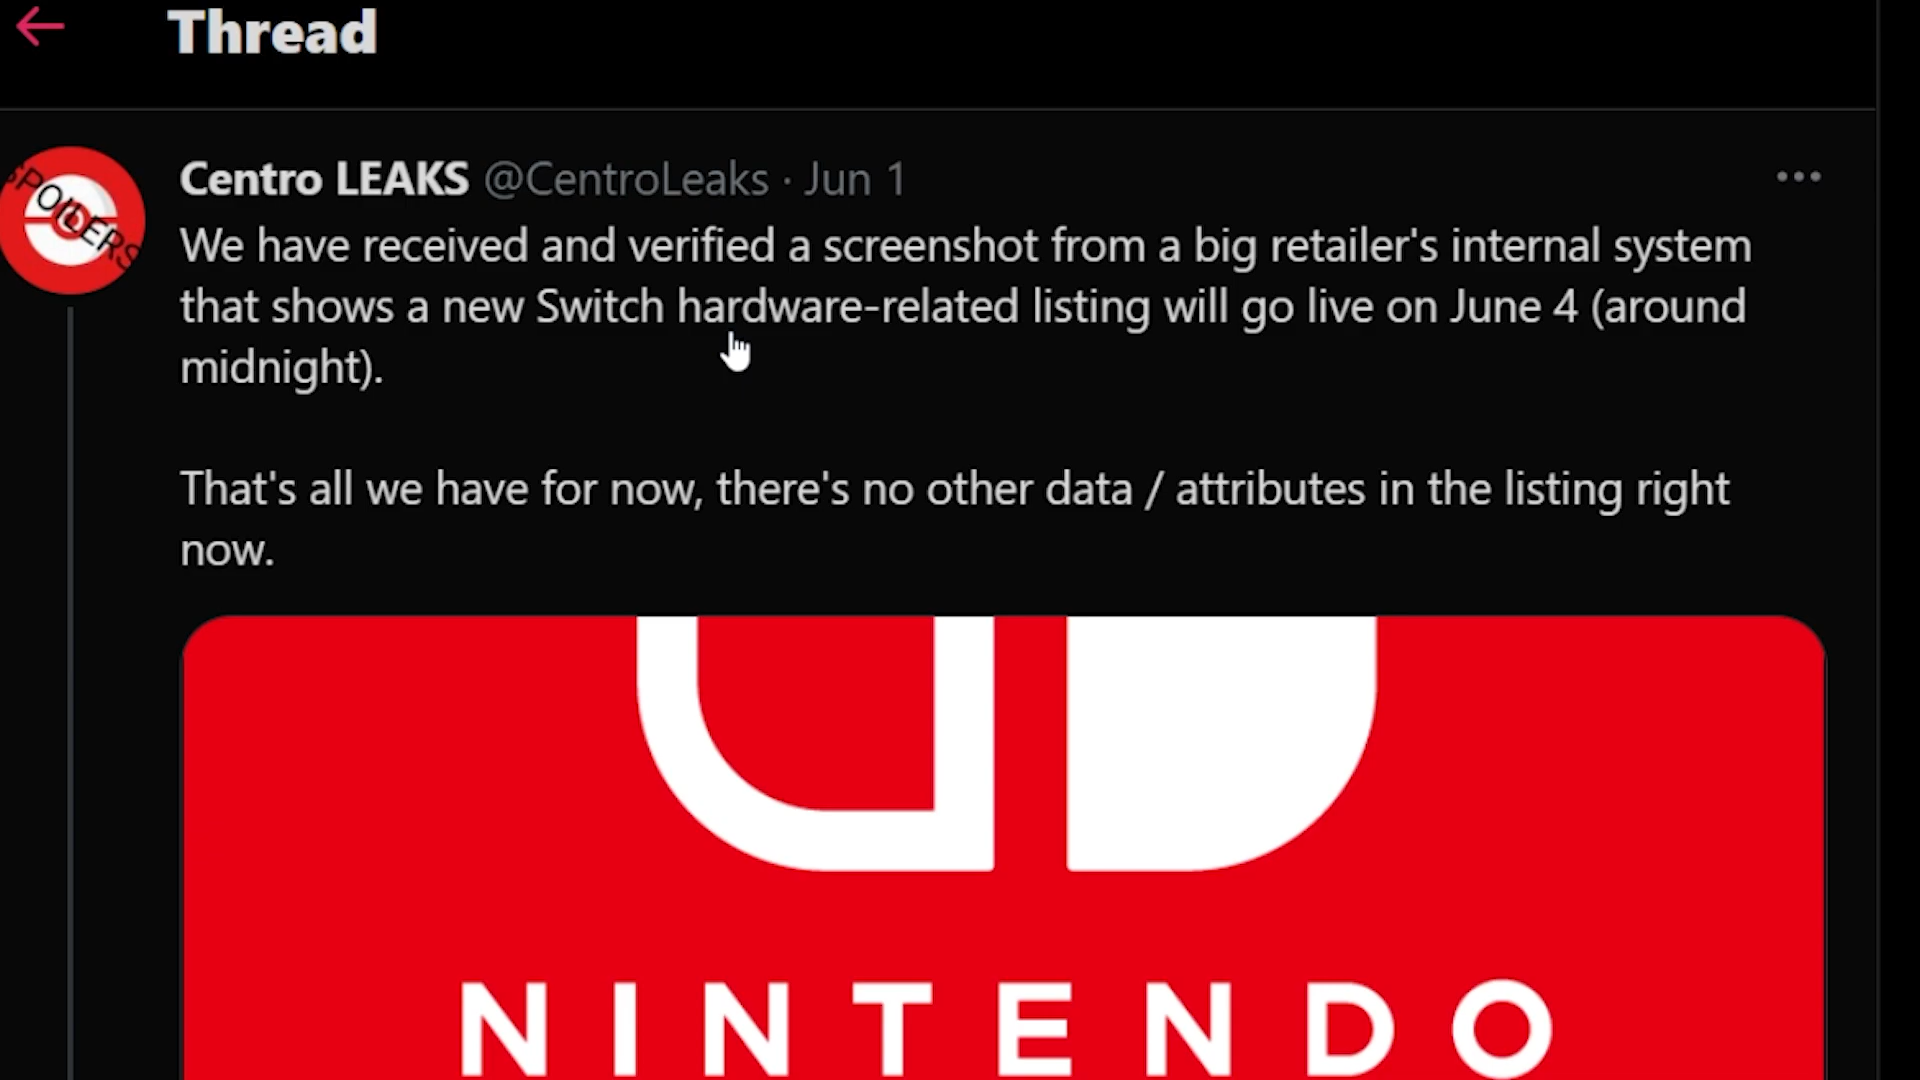 Thread
Centro LEAKS @CentroLeaks · Jun 1
SPOILERS
We have received and verified a screenshot from a big retailer's internal system
that shows a new Switch hardware-related listing will go live on June 4 (around
midnight).
That's all we have for now, there's no other data / attributes in the listing right
now.
NINTENDO